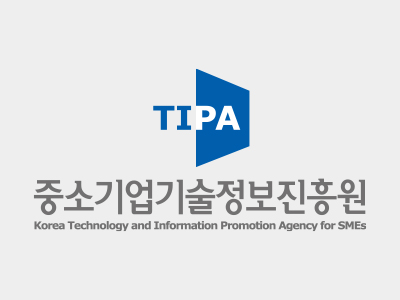 TIPA
중소기업기술정보진흥원
Korea Technology and Information Promotion Agency for SMEs